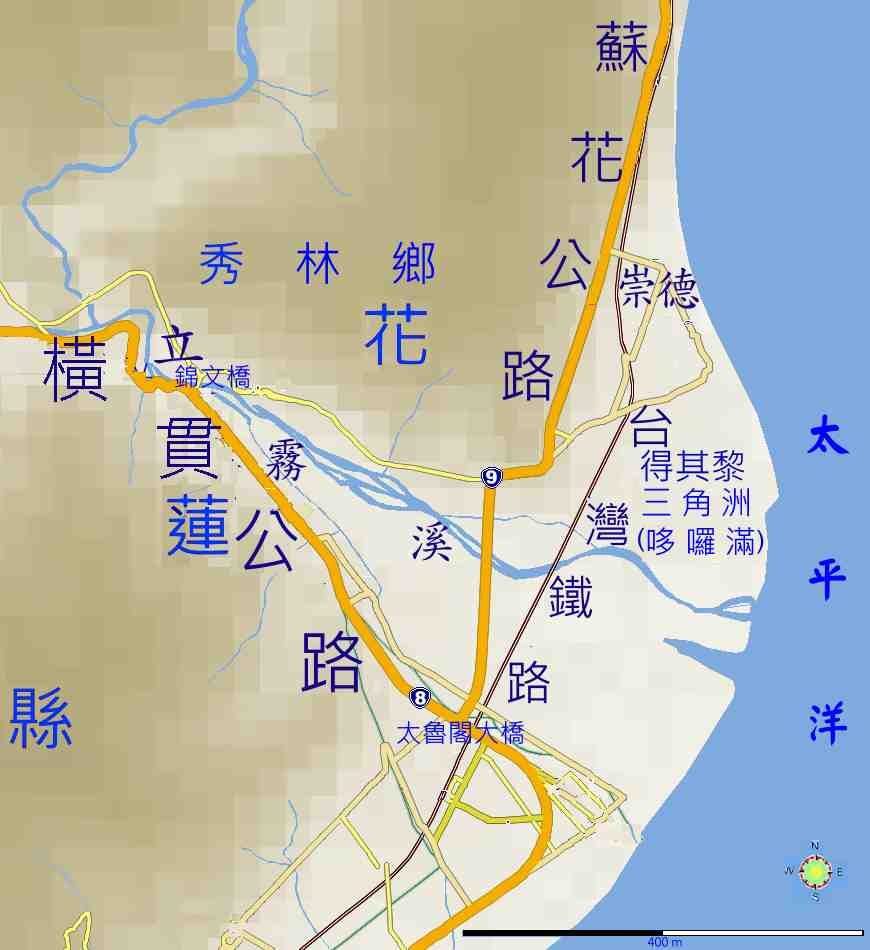 蘇花公路
秀林鄉
花蓮縣
崇德
立霧溪
錦文橋
橫貫公路
9
台灣鐵路
得其黎
三角洲
(哆囉滿)
太平洋
8
太魯閣大橋
N
W E
S
400 m